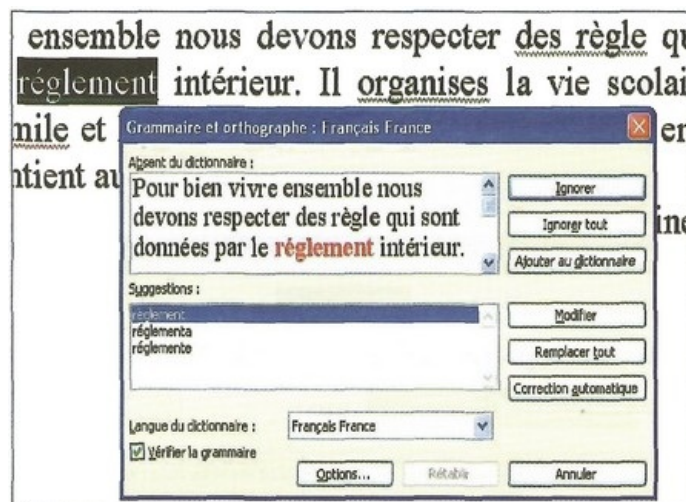 ensemble nous devons respecter des règle qu
réglement intérieur. Il organises la vie scolai
mile et
Grammaire et orthographe : Français France
en
tient au
Absent du dictionnaire :
Pour bien vivre ensemble nous
devons respecter des règle qui sont
données par le réglement intérieur.
Ignorer
Ignorer tout
ine
Ajouter au dictionnaire
Suggestions :
règlement
réglementa
réglemente
Modifier
Remplacer tout
Correction automatique
Langue du dictionnaire :
Français France
Vérifier la grammaire
Options...
Rétablir
Annuler